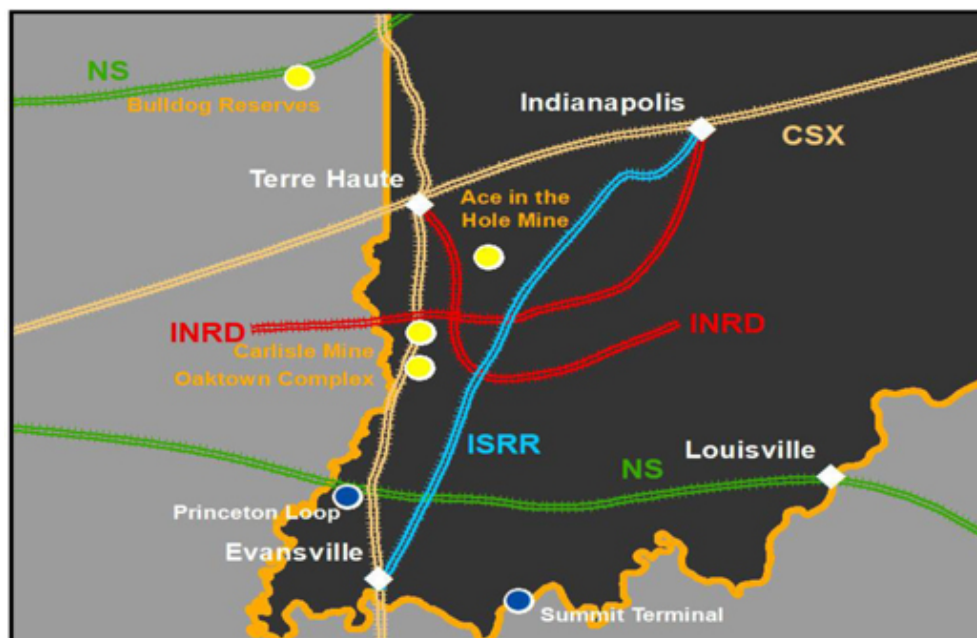 NS
Bulldog Reserves
Indianapolis
CSX
Terre Haute
Ace in the
Hole Mine
INRD
INRD
Carlisle Mine
Oaktown Complex
ISRR
Louisville
NS
Princeton Loop
Evansville
Summit Terminal